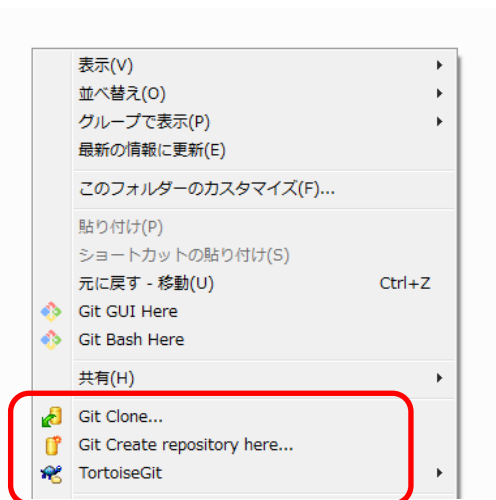 表示(V)
並べ替え(O)
グループで表示(P)
最新の情報に更新(E)
このフォルダーのカスタマイズ(F)...
貼り付け(P)
ショートカットの貼り付け(S)
元に戻す - 移動(U) Ctrl+Z
Git GUI Here
Git Bash Here
共有(H)
Git Clone...
Git Create repository here...
TortoiseGit